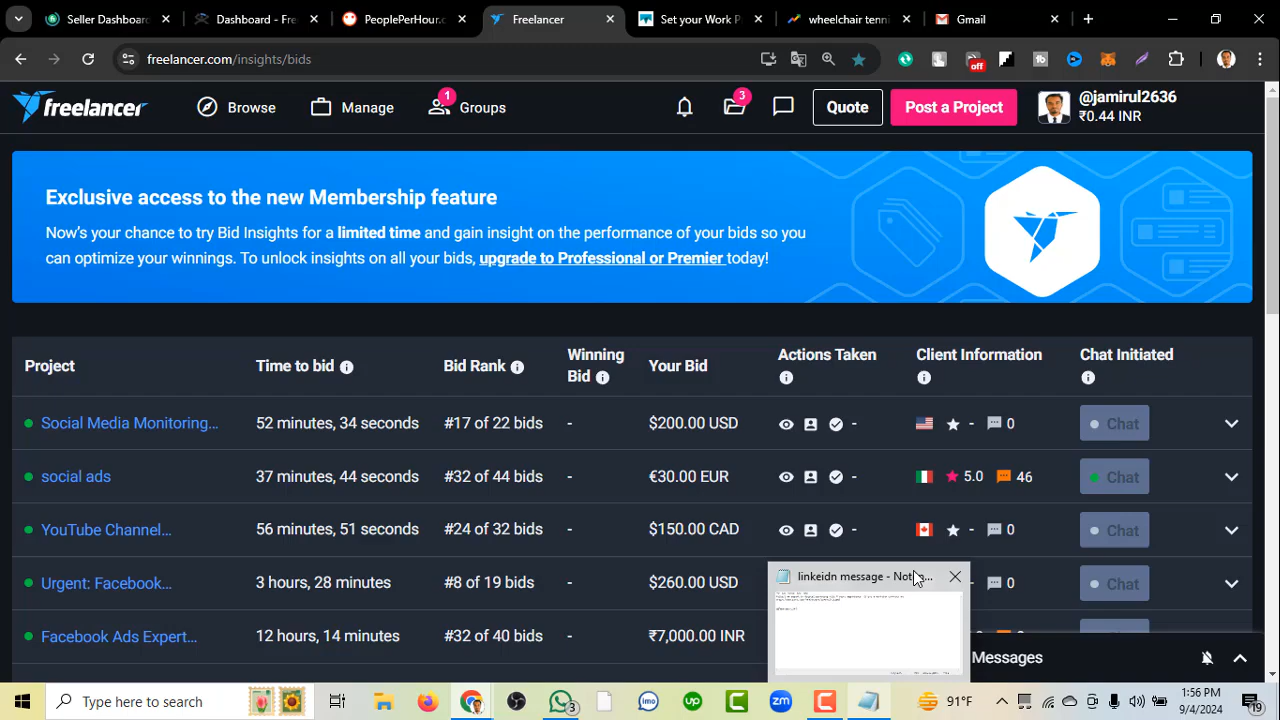 Seller Dashboard
Dashboard - Fre
PeoplePerHour.c
Freelancer
Set your Work P
wheelchair tenni
Gmail
freelancer.com/insights/bids
off
freelancer
Browse
Manage
1
Groups
3
Quote
Post a Project
@jamirul2636
₹0.44 INR
Exclusive access to the new Membership feature
Now's your chance to try Bid Insights for a limited time and gain insight on the performance of your bids so you
can optimize your winnings. To unlock insights on all your bids, upgrade to Professional or Premier today!
Project
Time to bid
Bid Rank
Winning
Bid
Your Bid
Actions Taken
Client Information
Chat Initiated
Social Media Monitoring... 52 minutes, 34 seconds #17 of 22 bids - $200.00 USD - - 0 Chat
social ads 37 minutes, 44 seconds #32 of 44 bids - €30.00 EUR - 5.0 46 Chat
YouTube Channel... 56 minutes, 51 seconds #24 of 32 bids - $150.00 CAD - - 0 Chat
Urgent: Facebook... 3 hours, 28 minutes #8 of 19 bids - $260.00 USD 0 Chat
Facebook Ads Expert... 12 hours, 14 minutes #32 of 40 bids - ₹7,000.00 INR
linkeidn message - Not
Messages
Type here to search
3
imo
up
zm
91°F
1:56 PM
9/4/2024
19